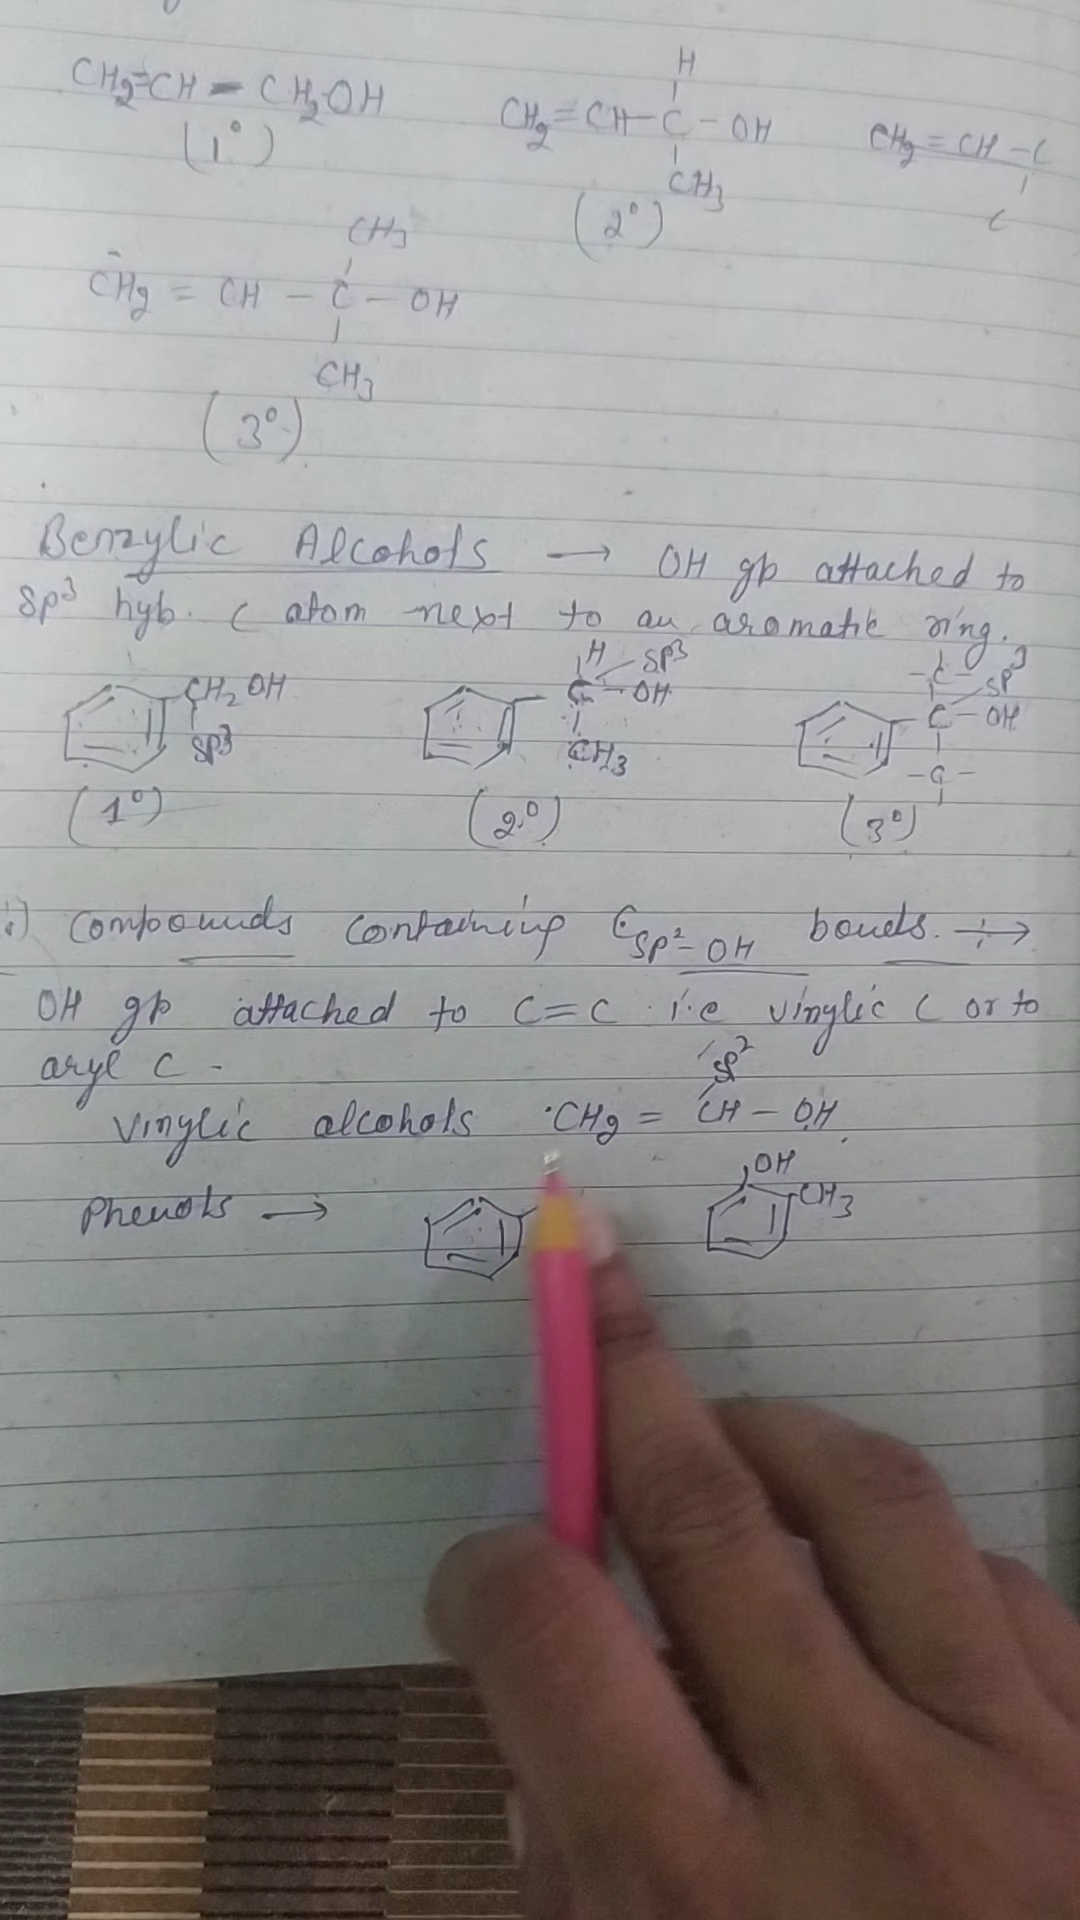 CH2=CH-CH2OH
(1°)
H
CH2=CH-C-OH
CH3
(2°)
CH2=CH-C
C
CH3
CH2=CH-C-OH
CH3
(3°)
Benzylic Alcohols → OH gp attached to
Sp3 hyb. C atom next to an aromatic ring.
CH2OH
Sp3
(1°)
H Sp3
C-OH
CH3
(2°)
-C- Sp3
C-OH
-C-
(3°)
i) Compounds containing Csp2-OH bonds. →
OH gp attached to C=C i.e vinylic C or to
aryl C.
Sp2
Vinylic alcohols CH2=CH-OH
Phenols →
OH
CH3